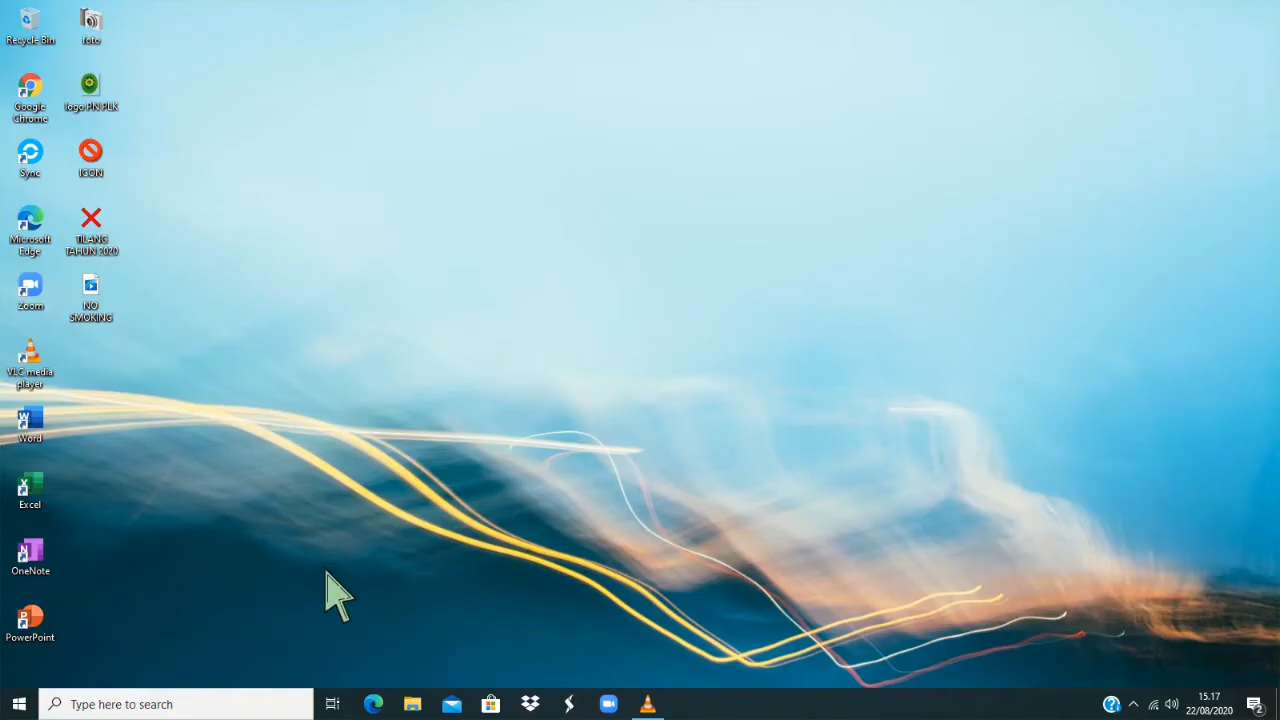 Recycle Bin
foto
Google
Chrome
logo PN PLK
Sync
ICON
Microsoft
Edge
TILANG
TAHUN 2020
Zoom
NO
SMOKING
VLC media
player
Word
Excel
OneNote
PowerPoint
Type here to search
15.17
22/08/2020
2